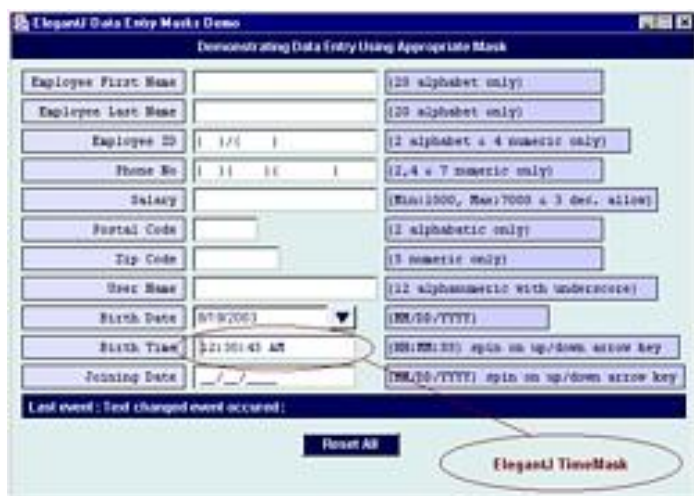 ElegantJ Data Entry Masks Demo
Demonstrating Data Entry Using Appropriate Mask
Employee First Name (20 alphabet only)
Employee Last Name (20 alphabet only)
Employee ID ( )/( ) (2 alphabet & 4 numeric only)
Phone No ( )( )( ) (2,4 & 7 numeric only)
Salary (Min:1000, Max:7000 & 3 dec. allow)
Postal Code (2 alphabatic only)
Zip Code (5 numeric only)
User Name (12 alphanumeric with underscore)
Birth Date (MM/DD/YYYY)
Birth Time 12:30:43 AM (HH:MM:SS) spin on up/down arrow key
Joining Date __/__/____ (MM/DD/YYYY) spin on up/down arrow key
Last event : Text changed event occured :
Reset All
ElegantJ TimeMask